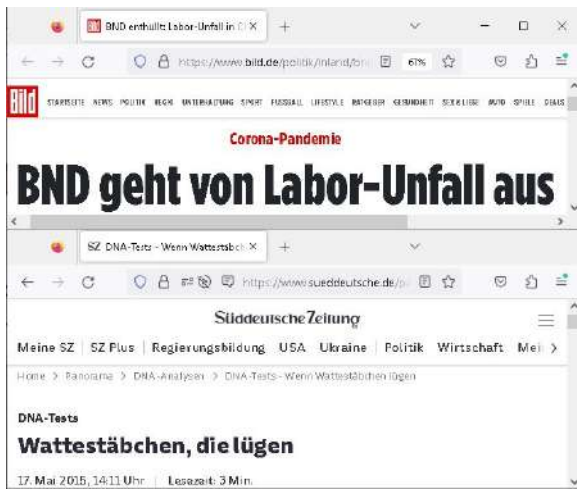 BND enthüllt: Labor-Unfall in
https://www.bild.de/politik/inland/
67%
Bild STARTSEITE NEWS POLITIK REGIO UNTERHALTUNG SPORT FUSSBALL LIFESTYLE RATGEBER GESUNDHEIT SEX & LIEBE AUTO SPIELE DEALS
Corona-Pandemie
BND geht von Labor-Unfall aus
SZ DNA-Tests - Wenn Wattestäbch
https://www.sueddeutsche.de/p
Süddeutsche Zeitung
Meine SZ SZ Plus Regierungsbildung USA Ukraine Politik Wirtschaft Mei
Home > Panorama > DNA-Analysen > DNA-Tests - Wenn Wattestäbchen lügen
DNA-Tests
Wattestäbchen, die lügen
17. Mai 2015, 14:11 Uhr | Lesezeit: 3 Min.